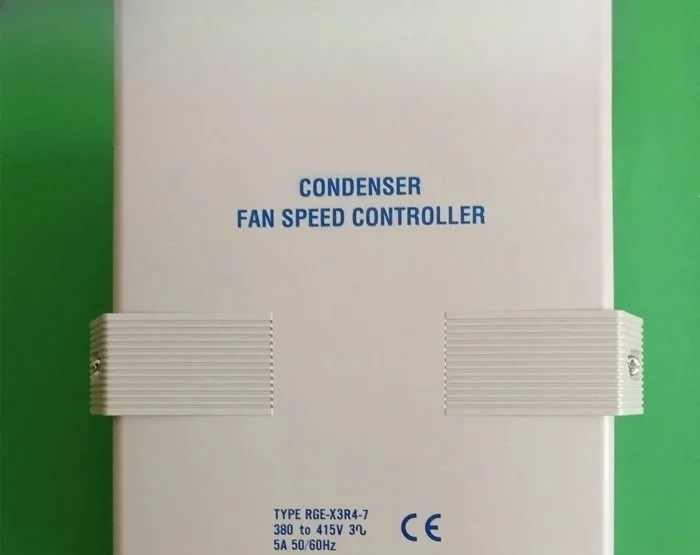 CONDENSER
FAN SPEED CONTROLLER
TYPE RGE-X3R4-7
380 to 415V 3∿
5A 50/60Hz
CE